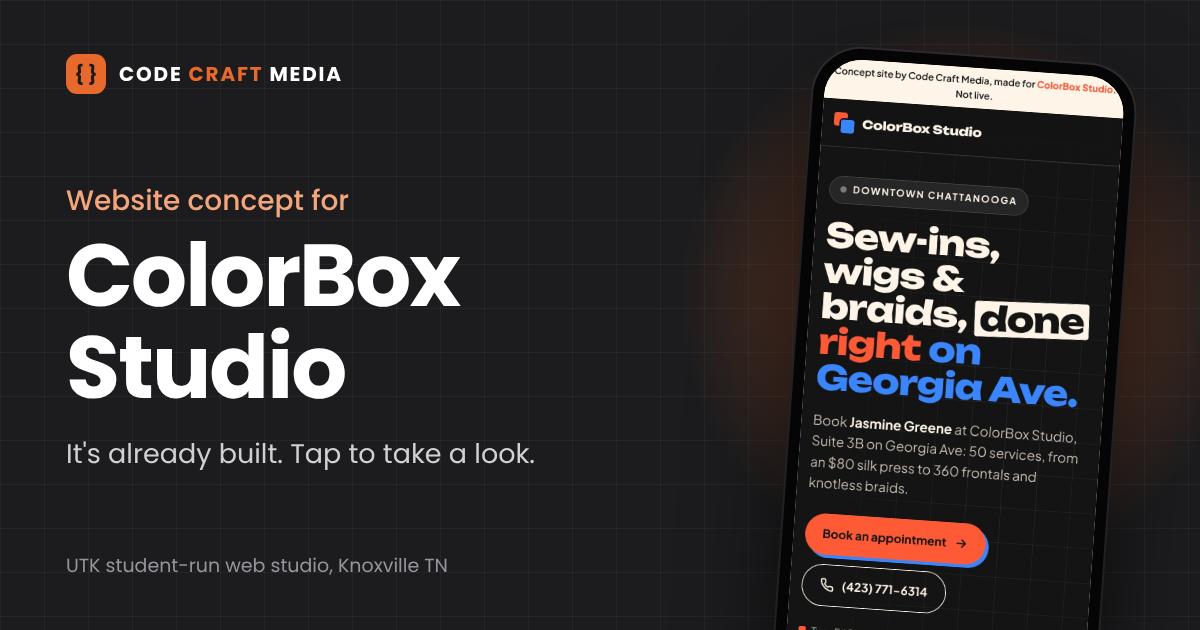 { }
CODE CRAFT MEDIA
Website concept for
ColorBox
Studio
It's already built. Tap to take a look.
UTK student-run web studio, Knoxville TN
Concept site by Code Craft Media, made for ColorBox Studio.
Not live.
ColorBox Studio
DOWNTOWN CHATTANOOGA
Sew-ins,
wigs &
braids, done
right on
Georgia Ave.
Book Jasmine Greene at ColorBox Studio,
Suite 3B on Georgia Ave: 50 services, from
an $80 silk press to 360 frontals and
knotless braids.
Book an appointment →
(423) 771-6314